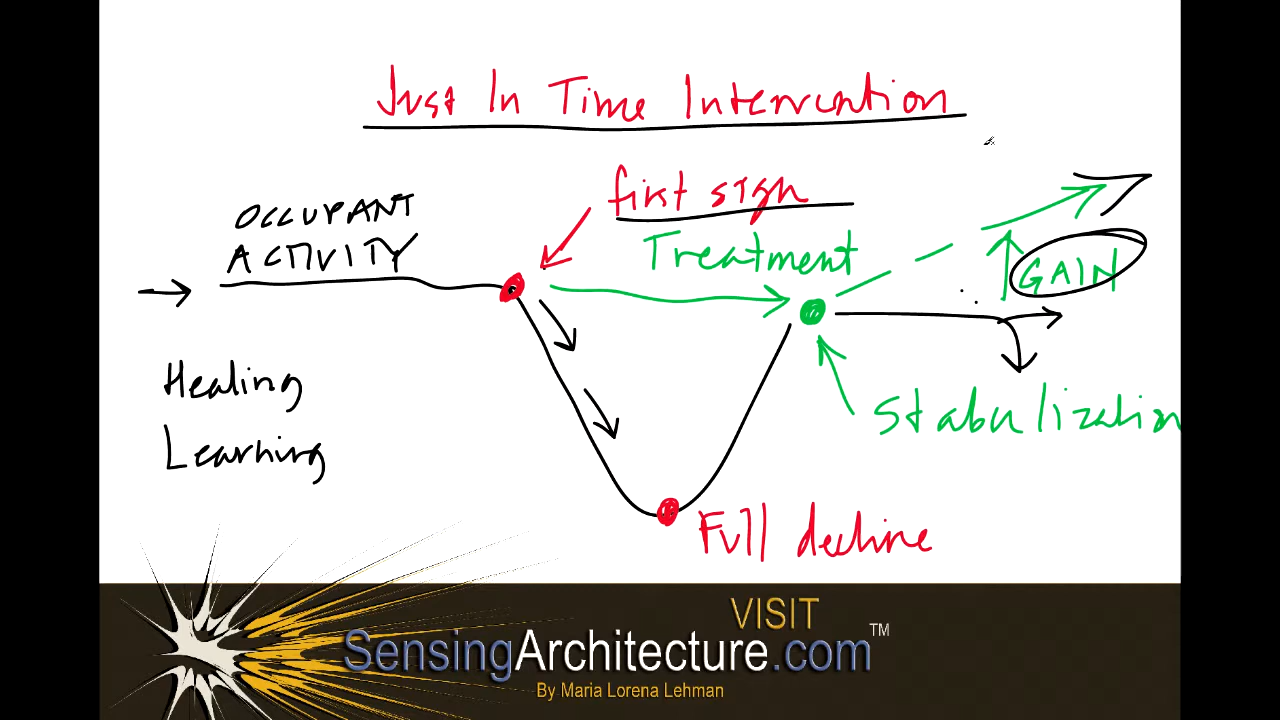 Just In Time Intervention
first sign
OCCUPANT
ACTIVITY
Treatment
GAIN
Healing
Stabilization
Learning
Full decline
VISIT
SensingArchitecture.com™
By Maria Lorena Lehman